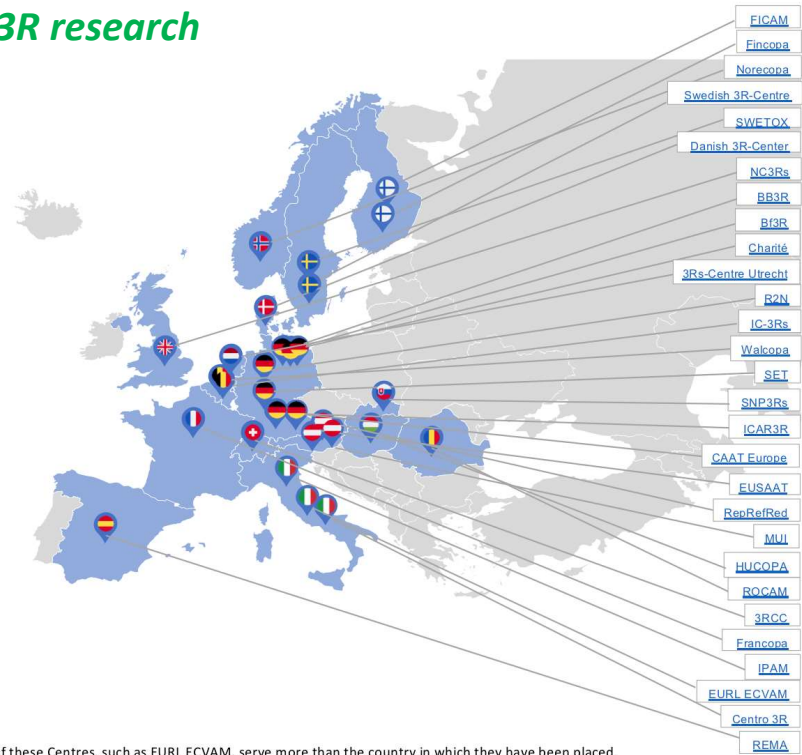 3R research
FICAM
Fincopa
Norecopa
Swedish 3R-Centre
SWETOX
Danish 3R-Center
NC3Rs
BB3R
Bf3R
Charité
3Rs-Centre Utrecht
R2N
IC-3Rs
Walcopa
SET
SNP3Rs
ICAR3R
CAAT Europe
EUSAAT
RepRefRed
MUI
HUCOPA
ROCAM
3RCC
Francopa
IPAM
EURL ECVAM
Centro 3R
REMA
f these Centres, such as EURL ECVAM, serve more than the country in which they have been placed